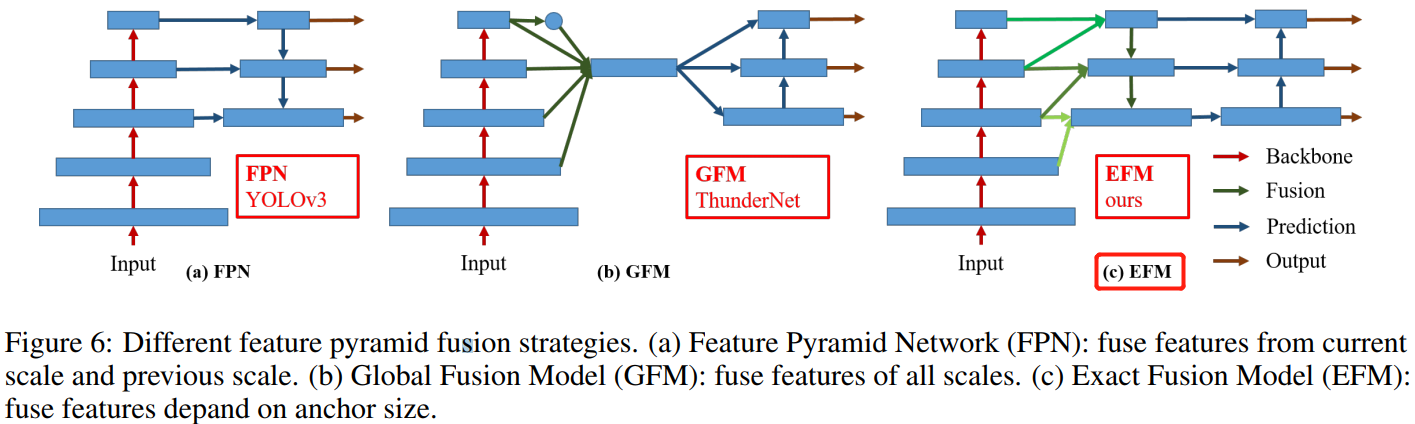 FPN
YOLOv3
Input
(a) FPN
GFM
ThunderNet
Input
(b) GFM
EFM
ours
Input
(c) EFM
Backbone
Fusion
Prediction
Output
Figure 6: Different feature pyramid fusion strategies. (a) Feature Pyramid Network (FPN): fuse features from current
scale and previous scale. (b) Global Fusion Model (GFM): fuse features of all scales. (c) Exact Fusion Model (EFM):
fuse features depand on anchor size.